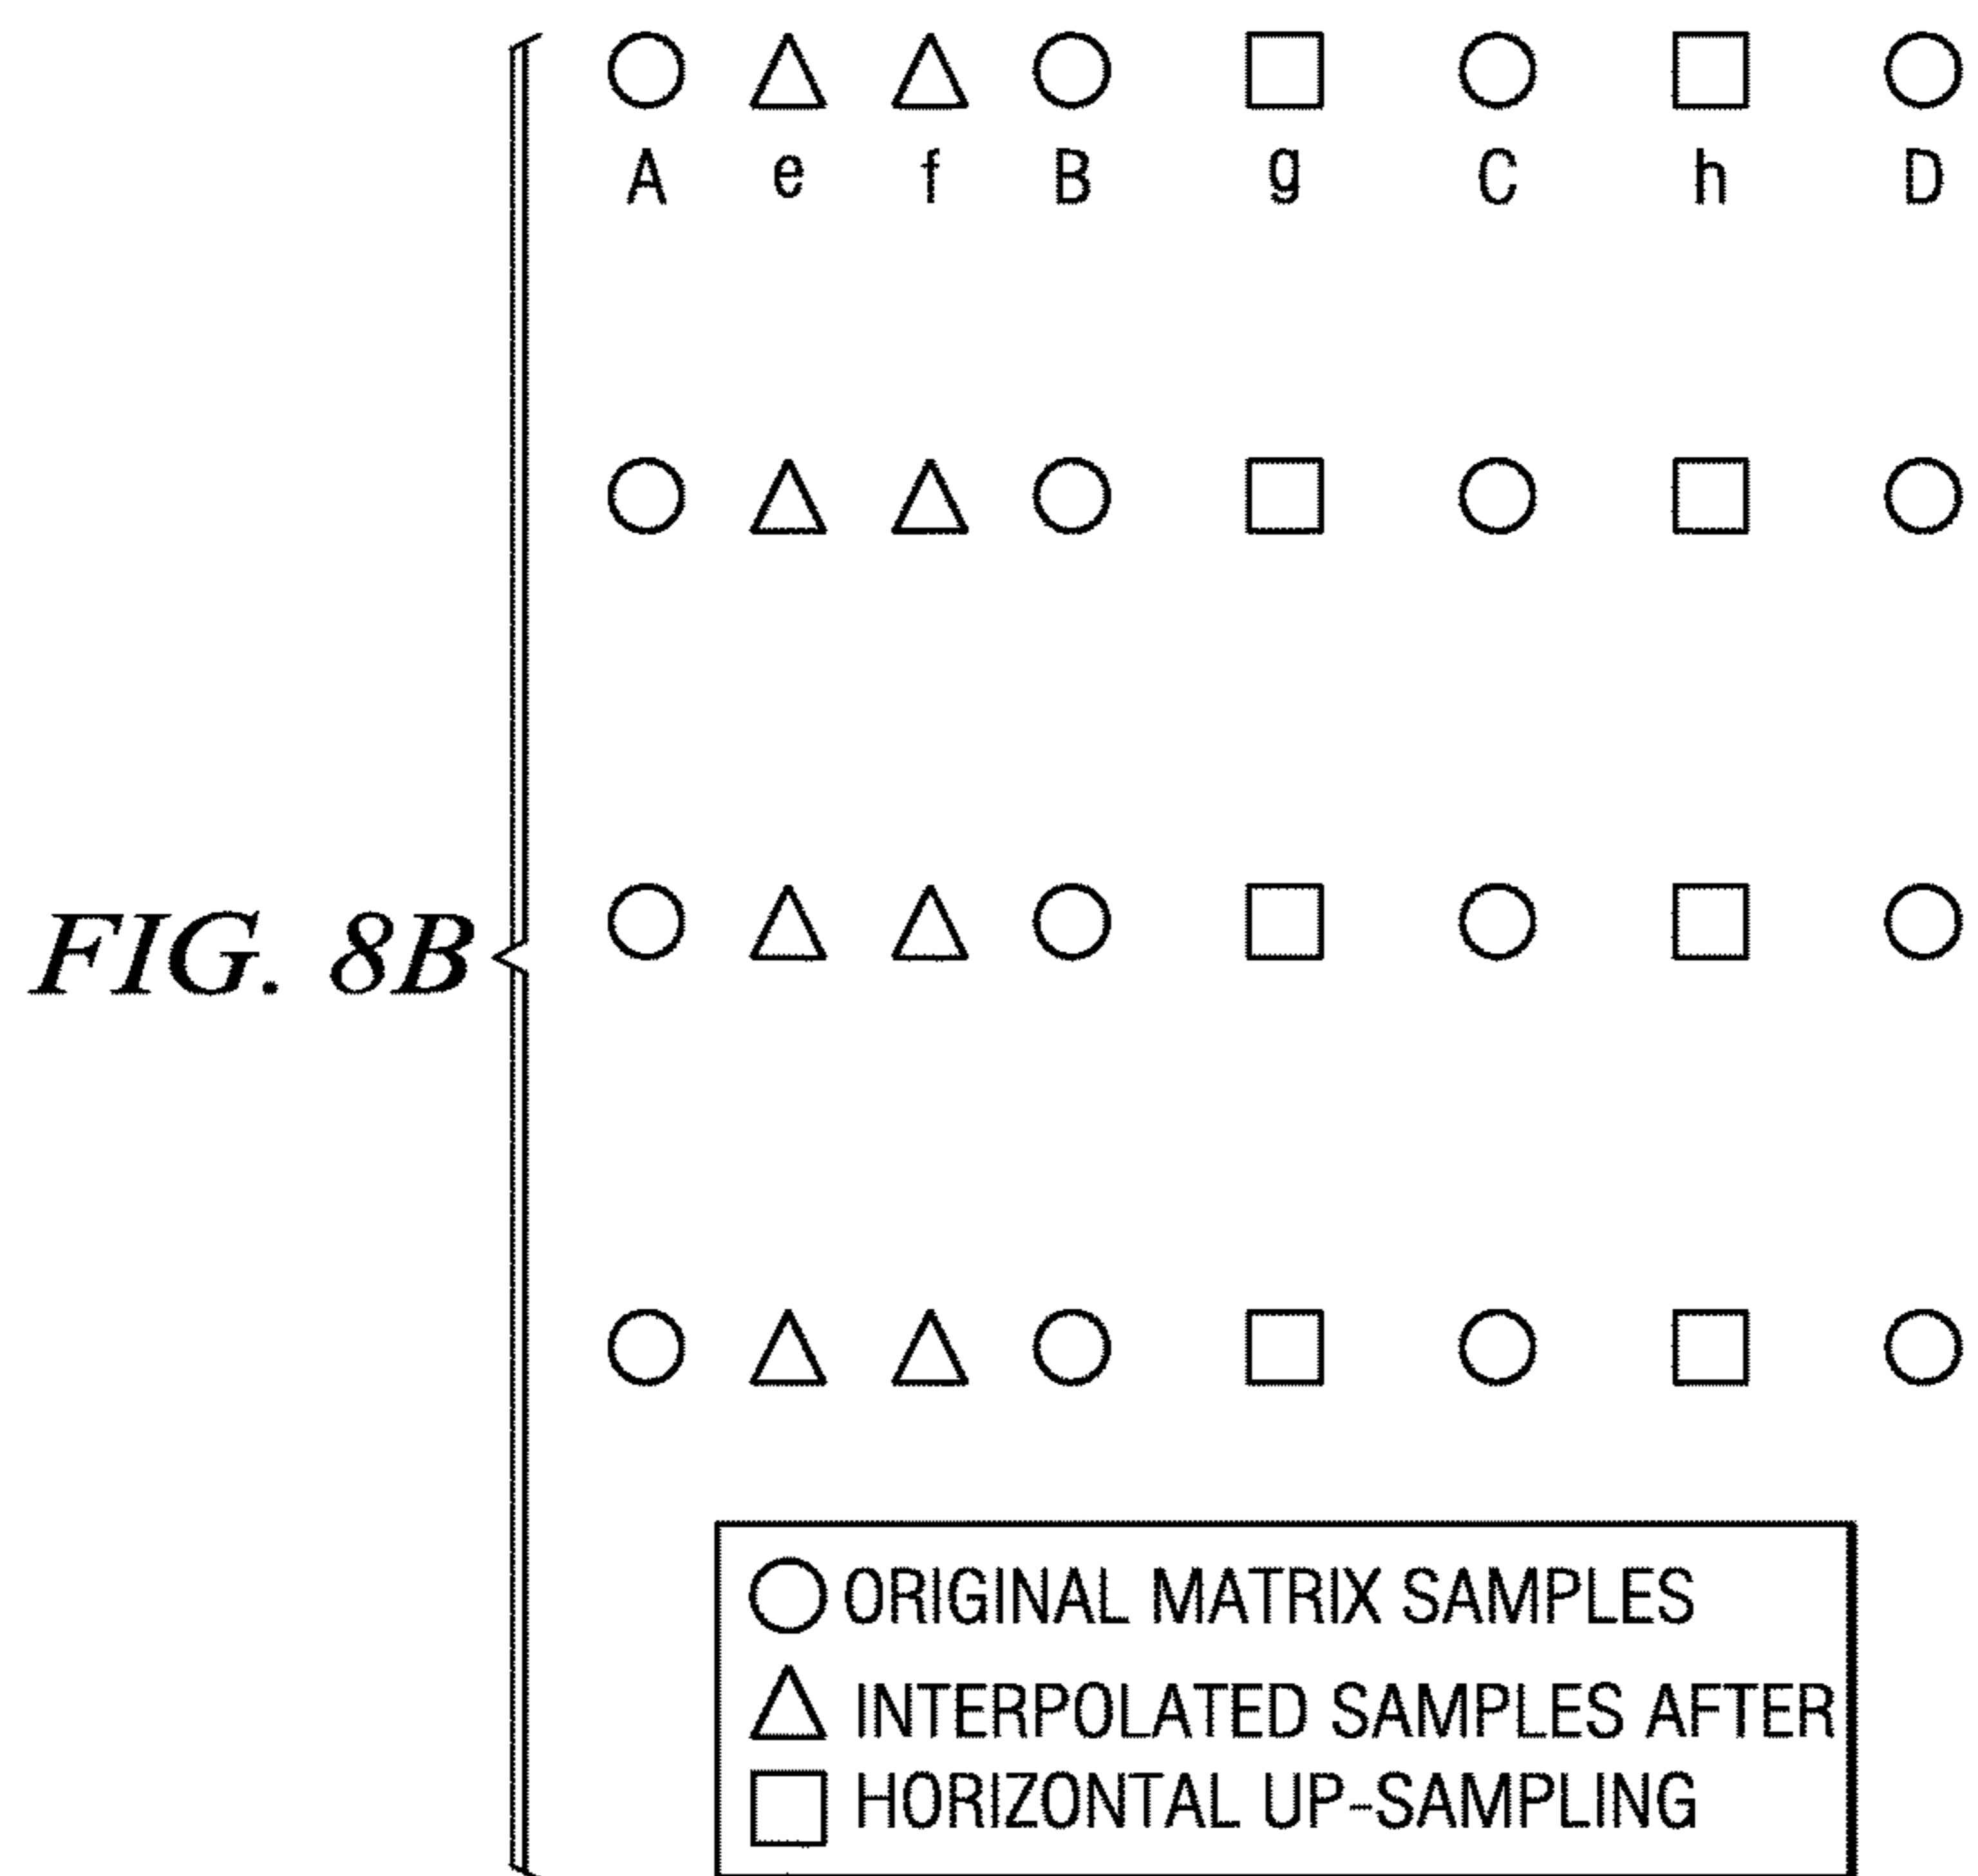 A e f B g C h D
FIG. 8B
ORIGINAL MATRIX SAMPLES
INTERPOLATED SAMPLES AFTER
HORIZONTAL UP-SAMPLING